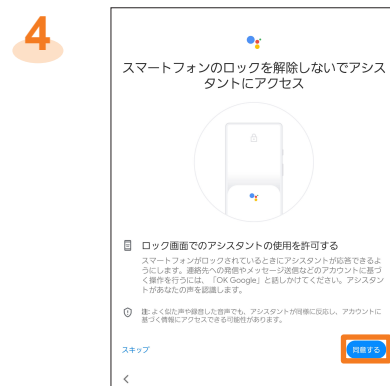 4
スマートフォンのロックを解除しないでアシス
タントにアクセス
ロック画面でのアシスタントの使用を許可する
スマートフォンがロックされているときにアシスタントが応答できるよ
うにします。連絡先への発信やメッセージ送信などのアカウントに基づ
く操作を行うには、「OK Google」と話しかけてください。アシスタン
トがあなたの声を認識します。
注: よく似た声や録音した音声でも、アシスタントが同様に反応し、アカウントに
基づく情報にアクセスできる可能性があります。
スキップ
同意する